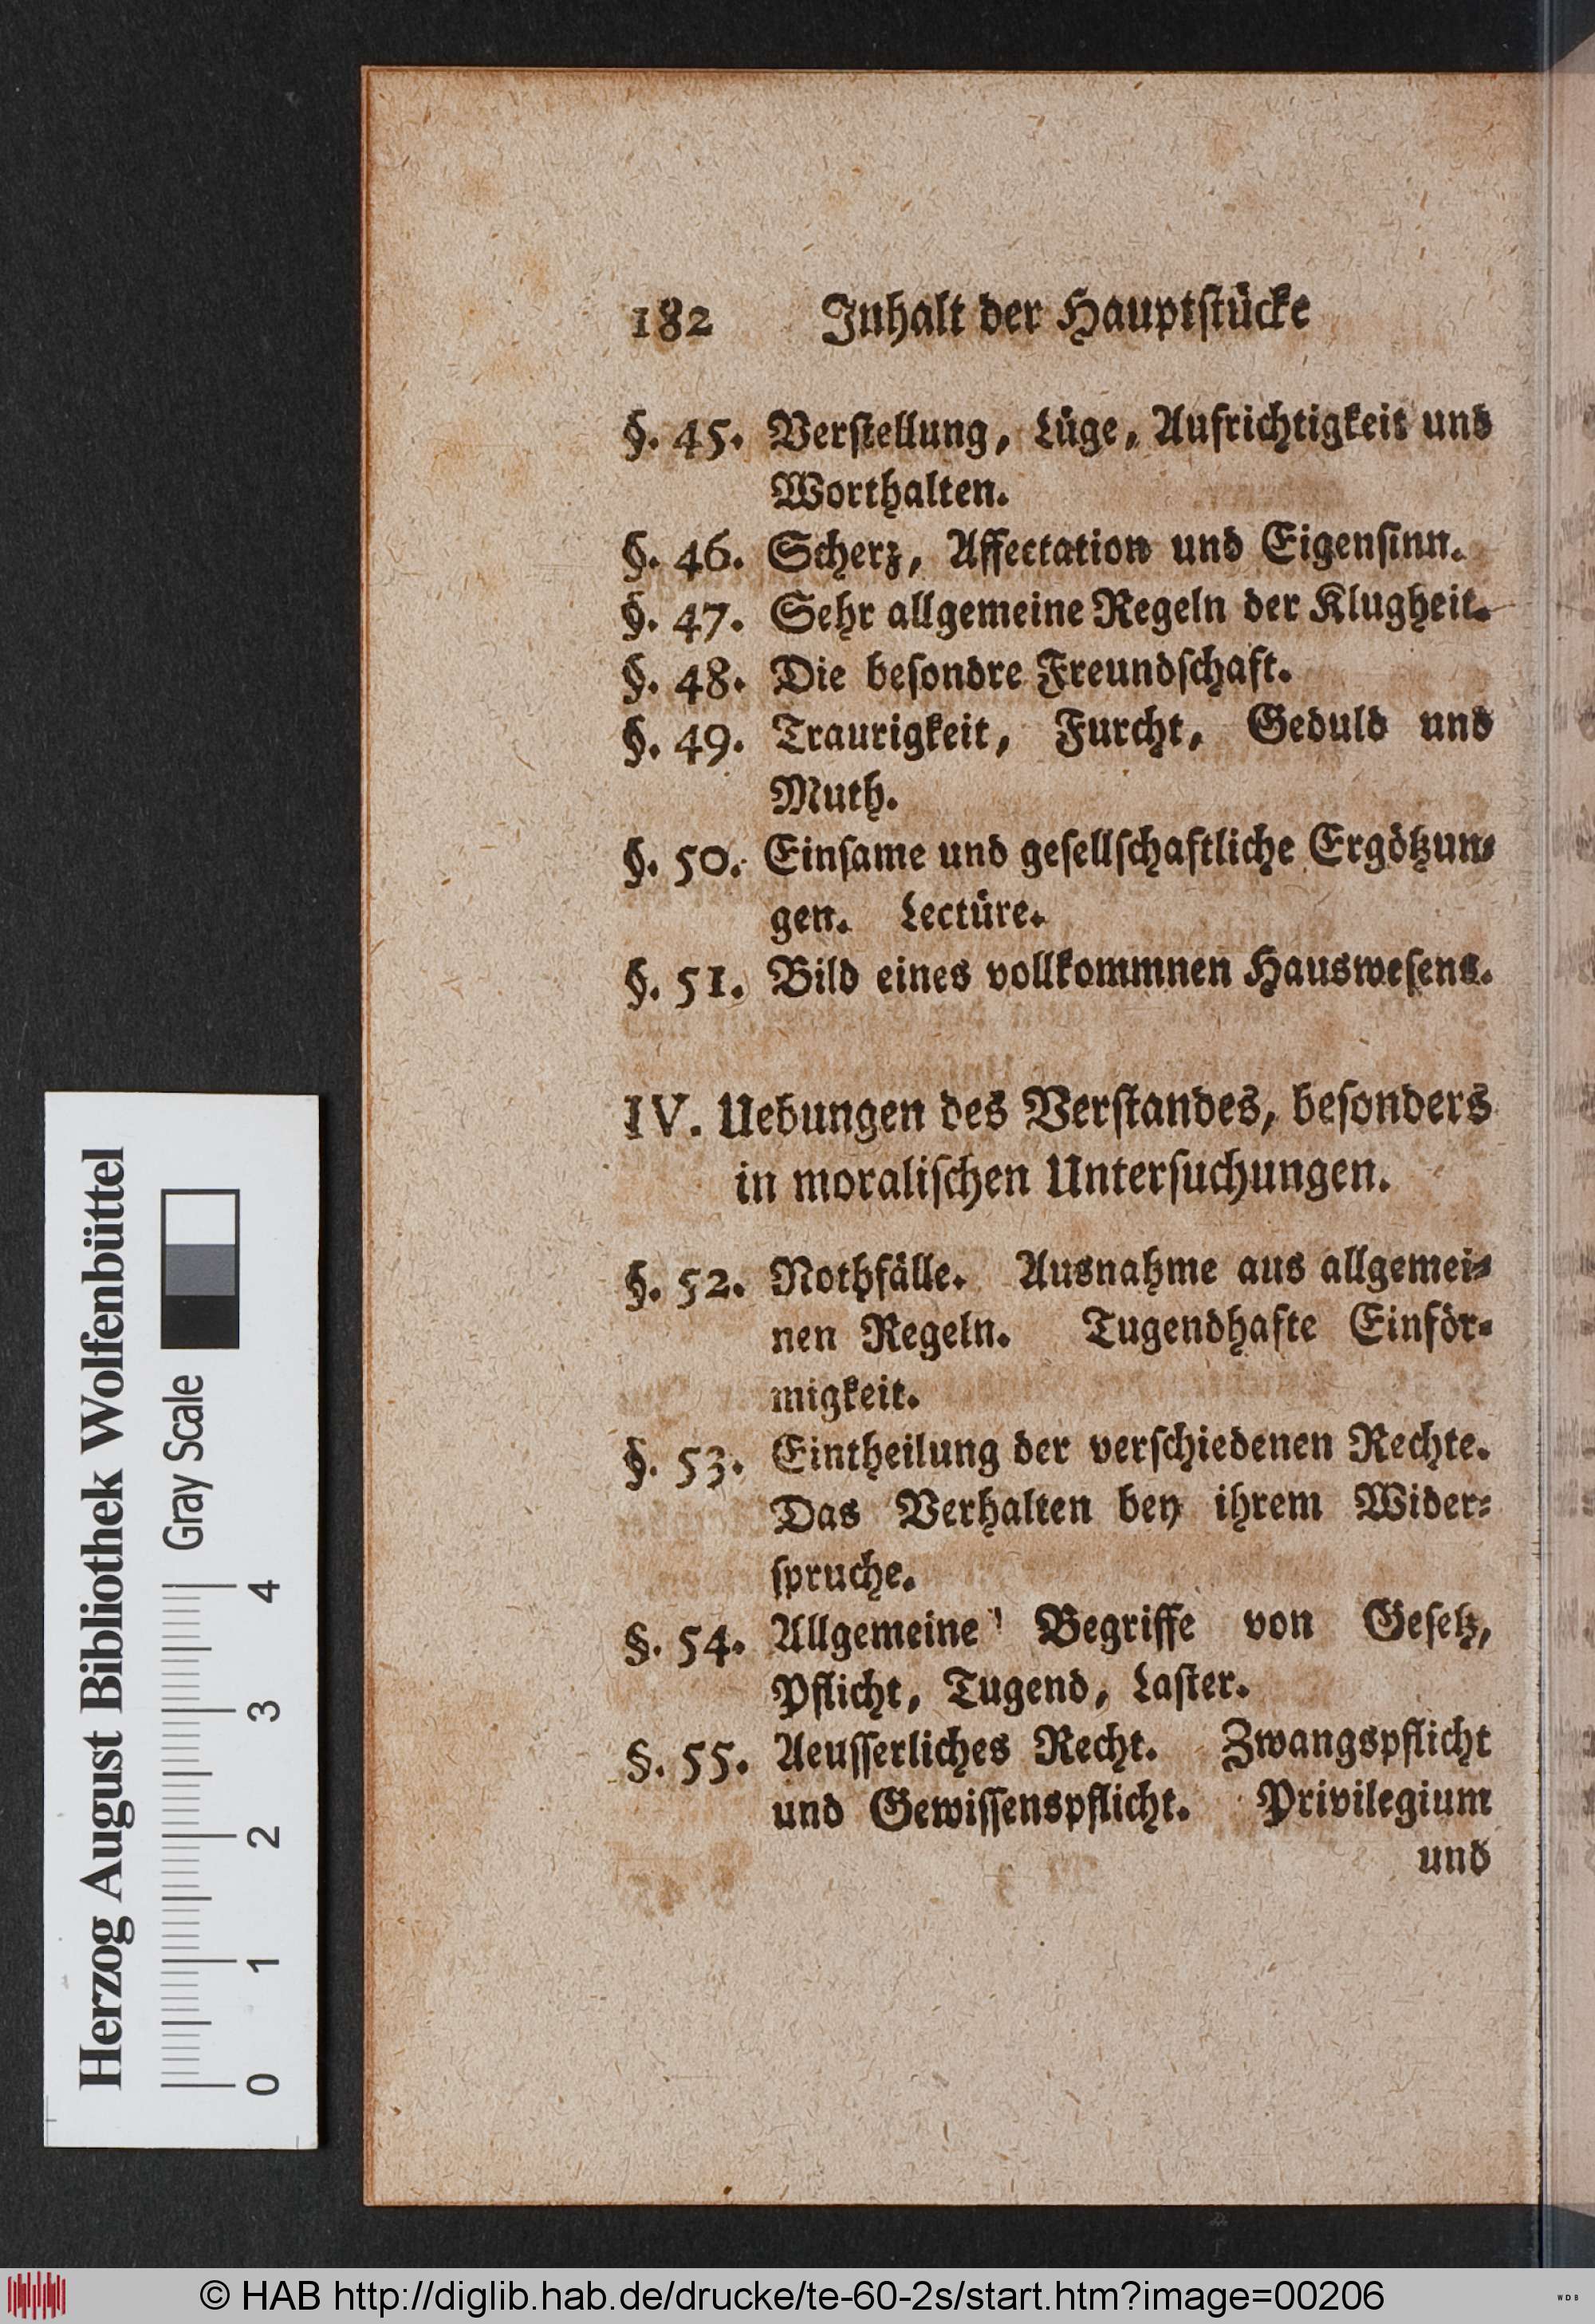 182 Inhalt der Hauptstücke
§. 45. Verstellung, Lüge, Aufrichtigkeit und
Worthalten.
§. 46. Scherz, Affectation und Eigensinn.
§. 47. Sehr allgemeine Regeln der Klugheit.
§. 48. Die besondre Freundschaft.
§. 49. Traurigkeit, Furcht, Geduld und
Muth.
§. 50. Einsame und gesellschaftliche Ergötzun-
gen. Lectüre.
§. 51. Bild eines vollkommnen Hauswesens.
IV. Uebungen des Verstandes, besonders
in moralischen Untersuchungen.
§. 52. Nothfälle. Ausnahme aus allgemei-
nen Regeln. Tugendhafte Einför-
migkeit.
§. 53. Eintheilung der verschiedenen Rechte.
Das Verhalten bey ihrem Wider-
spruche.
§. 54. Allgemeine Begriffe von Gesetz,
Pflicht, Tugend, Laster.
§. 55. Aeusserliches Recht. Zwangspflicht
und Gewissenspflicht. Privilegium
und
Herzog August Bibliothek Wolfenbüttel
Gray Scale
0 1 2 3 4
© HAB http://diglib.hab.de/drucke/te-60-2s/start.htm?image=00206
WDB